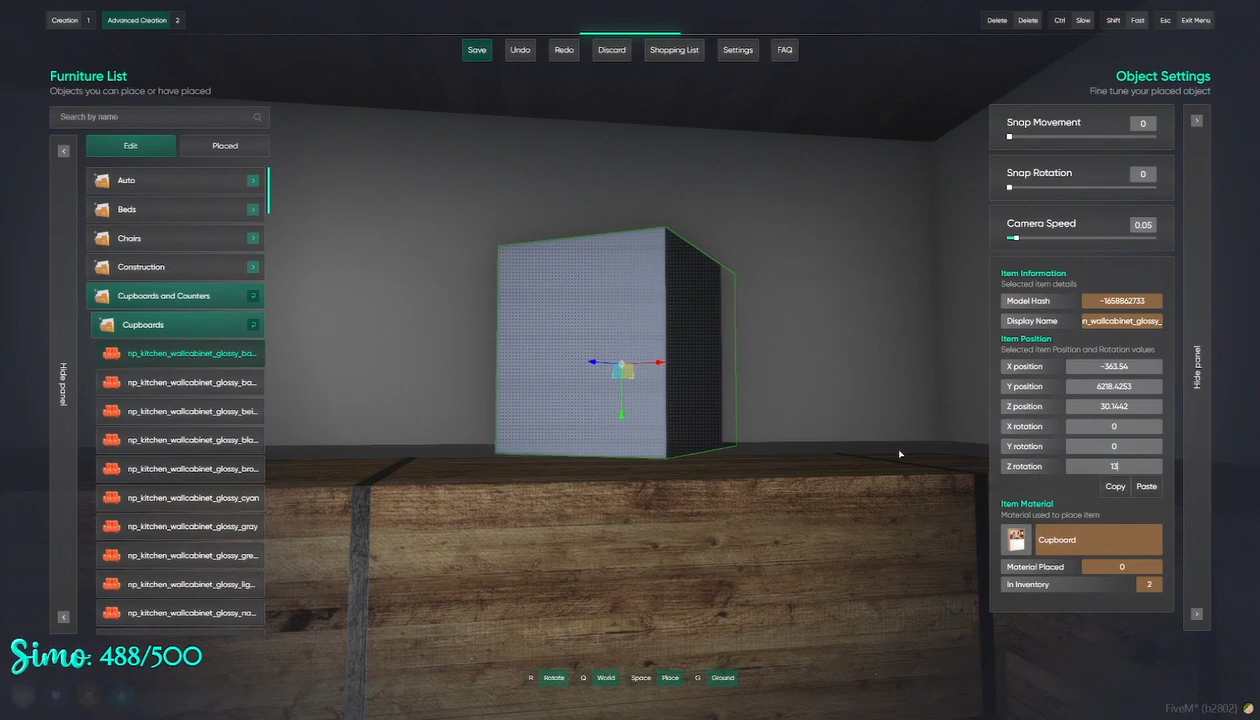 Creation 1 Advanced Creation 2
Delete Delete Ctrl Slow Shift Fast Esc Exit Menu
Save Undo Redo Discard Shopping List Settings FAQ
Furniture List
Objects you can place or have placed
Search by name
Edit Placed
Auto
Beds
Chairs
Construction
Cupboards and Counters
Cupboards
np_kitchen_wallcabinet_glossy_ba...
np_kitchen_wallcabinet_glossy_ba...
np_kitchen_wallcabinet_glossy_bei...
np_kitchen_wallcabinet_glossy_bla...
np_kitchen_wallcabinet_glossy_bro...
np_kitchen_wallcabinet_glossy_cyan
np_kitchen_wallcabinet_glossy_gray
np_kitchen_wallcabinet_glossy_gre...
np_kitchen_wallcabinet_glossy_lig...
np_kitchen_wallcabinet_glossy_na...
Hide panel
Object Settings
Fine tune your placed object
Snap Movement 0
Snap Rotation 0
Camera Speed 0.05
Item Information
Selected item details
Model Hash -1658862733
Display Name n_wallcabinet_glossy_
Item Position
Selected Item Position and Rotation values
X position -363.54
Y position 6218.4253
Z position 30.1442
X rotation 0
Y rotation 0
Z rotation 13
Copy Paste
Item Material
Material used to place item
Cupboard
Material Placed 0
In Inventory 2
Hide panel
Simo: 488/500
R Rotate Q World Space Place G Ground
FiveM* (b2802)